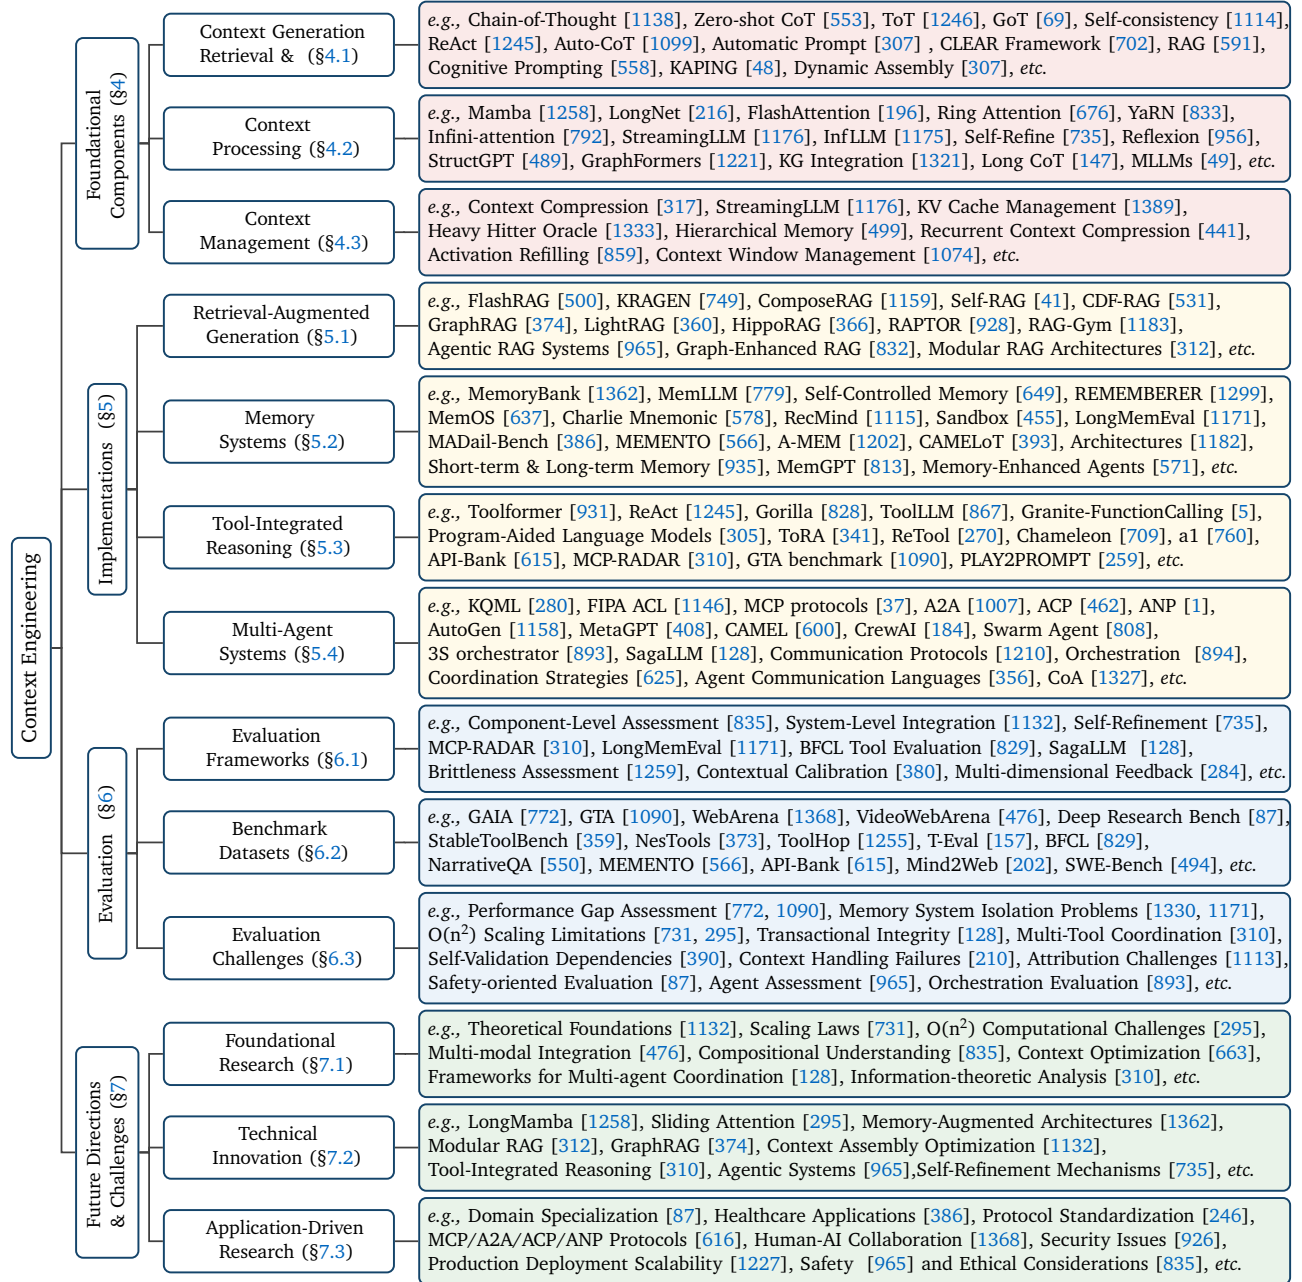 Context Engineering
Foundational
Components (§4)
Context Generation
Retrieval & (§4.1)
e.g., Chain-of-Thought [1138], Zero-shot CoT [553], ToT [1246], GoT [69], Self-consistency [1114],
ReAct [1245], Auto-CoT [1099], Automatic Prompt [307] , CLEAR Framework [702], RAG [591],
Cognitive Prompting [558], KAPING [48], Dynamic Assembly [307], etc.
Context
Processing (§4.2)
e.g., Mamba [1258], LongNet [216], FlashAttention [196], Ring Attention [676], YaRN [833],
Infini-attention [792], StreamingLLM [1176], InfLLM [1175], Self-Refine [735], Reflexion [956],
StructGPT [489], GraphFormers [1221], KG Integration [1321], Long CoT [147], MLLMs [49], etc.
Context
Management (§4.3)
e.g., Context Compression [317], StreamingLLM [1176], KV Cache Management [1389],
Heavy Hitter Oracle [1333], Hierarchical Memory [499], Recurrent Context Compression [441],
Activation Refilling [859], Context Window Management [1074], etc.
Implementations (§5)
Retrieval-Augmented
Generation (§5.1)
e.g., FlashRAG [500], KRAGEN [749], ComposeRAG [1159], Self-RAG [41], CDF-RAG [531],
GraphRAG [374], LightRAG [360], HippoRAG [366], RAPTOR [928], RAG-Gym [1183],
Agentic RAG Systems [965], Graph-Enhanced RAG [832], Modular RAG Architectures [312], etc.
Memory
Systems (§5.2)
e.g., MemoryBank [1362], MemLLM [779], Self-Controlled Memory [649], REMEMBERER [1299],
MemOS [637], Charlie Mnemonic [578], RecMind [1115], Sandbox [455], LongMemEval [1171],
MADail-Bench [386], MEMENTO [566], A-MEM [1202], CAMELoT [393], Architectures [1182],
Short-term & Long-term Memory [935], MemGPT [813], Memory-Enhanced Agents [571], etc.
Tool-Integrated
Reasoning (§5.3)
e.g., Toolformer [931], ReAct [1245], Gorilla [828], ToolLLM [867], Granite-FunctionCalling [5],
Program-Aided Language Models [305], ToRA [341], ReTool [270], Chameleon [709], a1 [760],
API-Bank [615], MCP-RADAR [310], GTA benchmark [1090], PLAY2PROMPT [259], etc.
Multi-Agent
Systems (§5.4)
e.g., KQML [280], FIPA ACL [1146], MCP protocols [37], A2A [1007], ACP [462], ANP [1],
AutoGen [1158], MetaGPT [408], CAMEL [600], CrewAI [184], Swarm Agent [808],
3S orchestrator [893], SagaLLM [128], Communication Protocols [1210], Orchestration [894],
Coordination Strategies [625], Agent Communication Languages [356], CoA [1327], etc.
Evaluation (§6)
Evaluation
Frameworks (§6.1)
e.g., Component-Level Assessment [835], System-Level Integration [1132], Self-Refinement [735],
MCP-RADAR [310], LongMemEval [1171], BFCL Tool Evaluation [829], SagaLLM [128],
Brittleness Assessment [1259], Contextual Calibration [380], Multi-dimensional Feedback [284], etc.
Benchmark
Datasets (§6.2)
e.g., GAIA [772], GTA [1090], WebArena [1368], VideoWebArena [476], Deep Research Bench [87],
StableToolBench [359], NesTools [373], ToolHop [1255], T-Eval [157], BFCL [829],
NarrativeQA [550], MEMENTO [566], API-Bank [615], Mind2Web [202], SWE-Bench [494], etc.
Evaluation
Challenges (§6.3)
e.g., Performance Gap Assessment [772, 1090], Memory System Isolation Problems [1330, 1171],
O(n²) Scaling Limitations [731, 295], Transactional Integrity [128], Multi-Tool Coordination [310],
Self-Validation Dependencies [390], Context Handling Failures [210], Attribution Challenges [1113],
Safety-oriented Evaluation [87], Agent Assessment [965], Orchestration Evaluation [893], etc.
Future Directions
& Challenges (§7)
Foundational
Research (§7.1)
e.g., Theoretical Foundations [1132], Scaling Laws [731], O(n²) Computational Challenges [295],
Multi-modal Integration [476], Compositional Understanding [835], Context Optimization [663],
Frameworks for Multi-agent Coordination [128], Information-theoretic Analysis [310], etc.
Technical
Innovation (§7.2)
e.g., LongMamba [1258], Sliding Attention [295], Memory-Augmented Architectures [1362],
Modular RAG [312], GraphRAG [374], Context Assembly Optimization [1132],
Tool-Integrated Reasoning [310], Agentic Systems [965],Self-Refinement Mechanisms [735], etc.
Application-Driven
Research (§7.3)
e.g., Domain Specialization [87], Healthcare Applications [386], Protocol Standardization [246],
MCP/A2A/ACP/ANP Protocols [616], Human-AI Collaboration [1368], Security Issues [926],
Production Deployment Scalability [1227], Safety [965] and Ethical Considerations [835], etc.